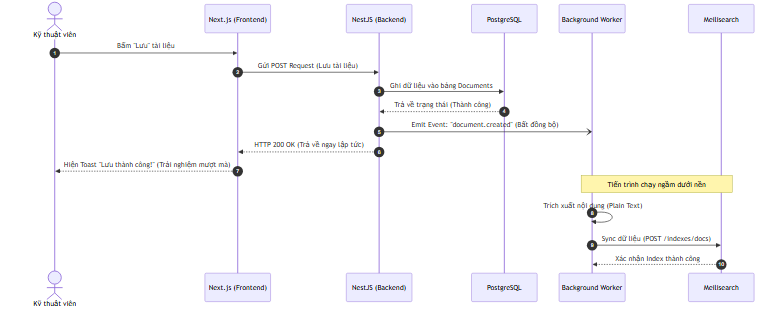 Next.js (Frontend)
NestJS (Backend)
PostgreSQL
Background Worker
Meilisearch
Kỹ thuật viên
1
Bấm "Lưu" tài liệu
2
Gửi POST Request (Lưu tài liệu)
3
Ghi dữ liệu vào bảng Documents
Trả về trạng thái (Thành công)
4
5
Emit Event: "document.created" (Bất đồng bộ)
HTTP 200 OK (Trả về ngay lập tức)
6
Hiện Toast "Lưu thành công!" (Trải nghiệm mượt mà)
7
Tiến trình chạy ngầm dưới nền
Trích xuất nội dung (Plain Text)
8
9
Sync dữ liệu (POST /indexes/docs)
Xác nhận Index thành công
10
Kỹ thuật viên
Next.js (Frontend)
NestJS (Backend)
PostgreSQL
Background Worker
Meilisearch